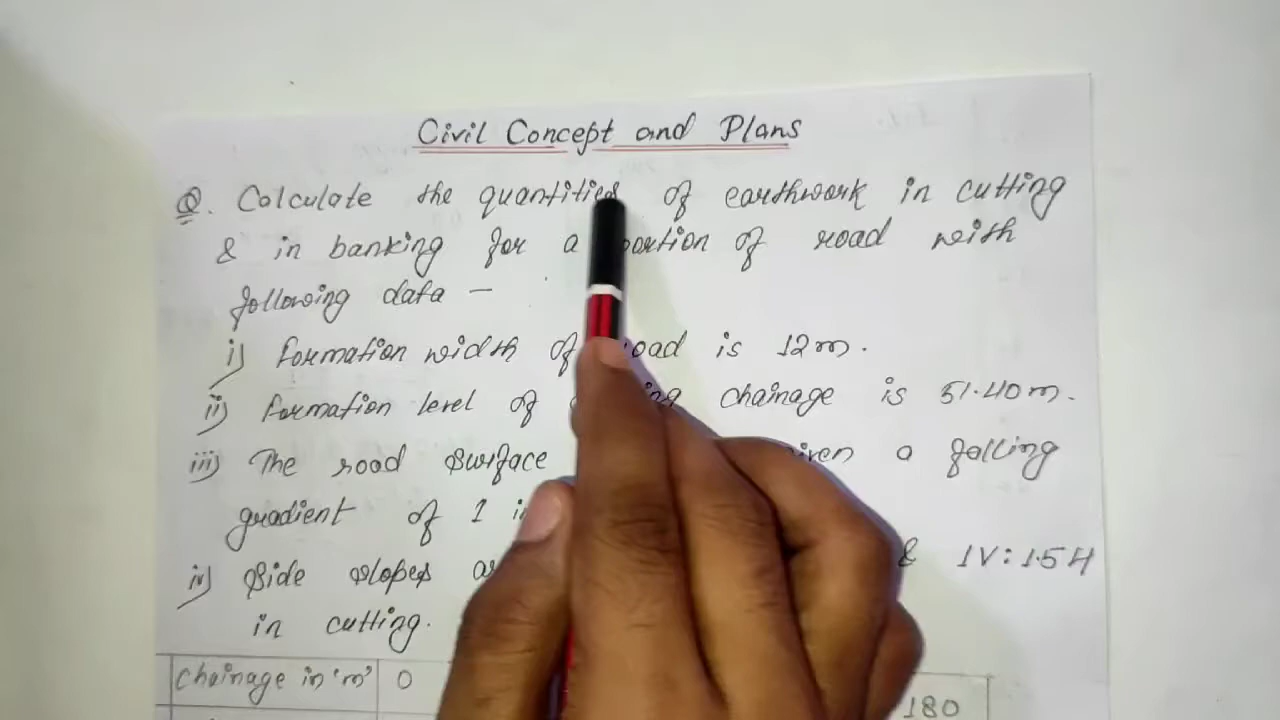 Civil Concept and Plans
Q. Calculate the quantities of earthwork in cutting
& in banking for a portion of road with
following data -
i) Formation width of road is 12m.
ii) Formation level of chainage is 51.40m.
iii) The road surface a falling
gradient of 1
iv) Side slopes & 1V:1.5H
in cutting.
Chainage in 'm' 0 180